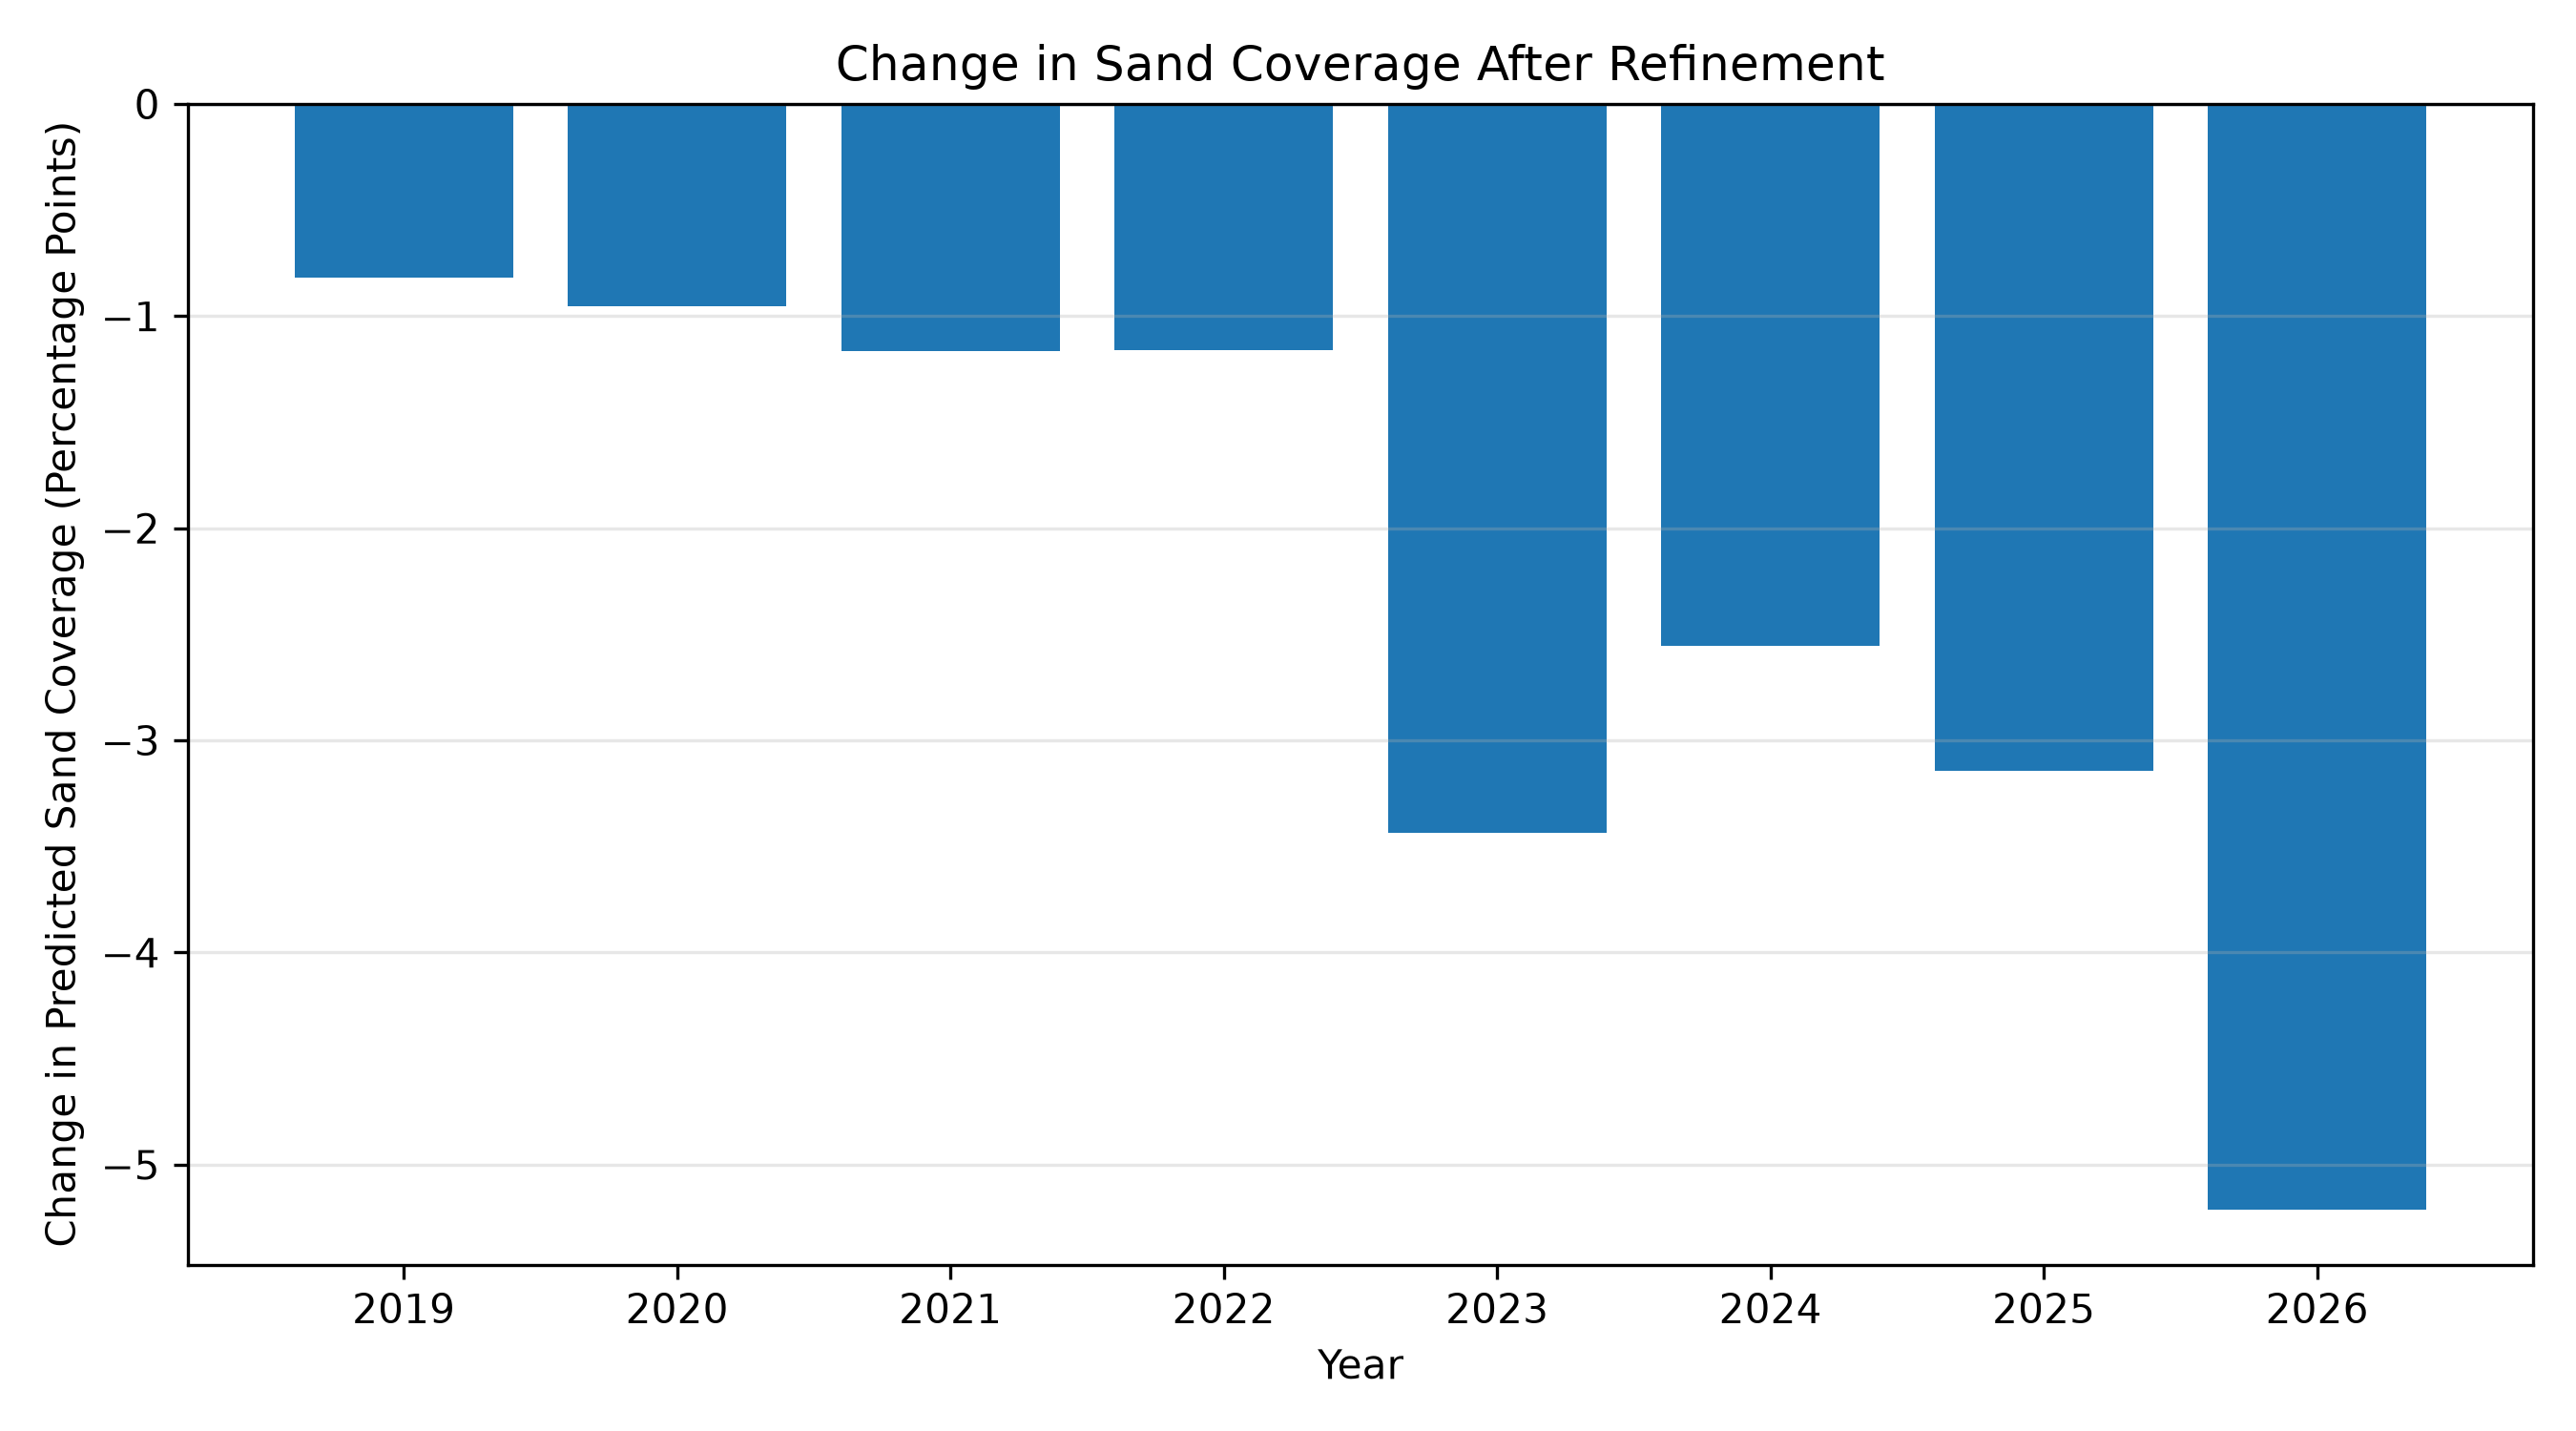 Change in Sand Coverage After Refinement
Change in Predicted Sand Coverage (Percentage Points)
0
−1
−2
−3
−4
−5
2019 2020 2021 2022 2023 2024 2025 2026
Year